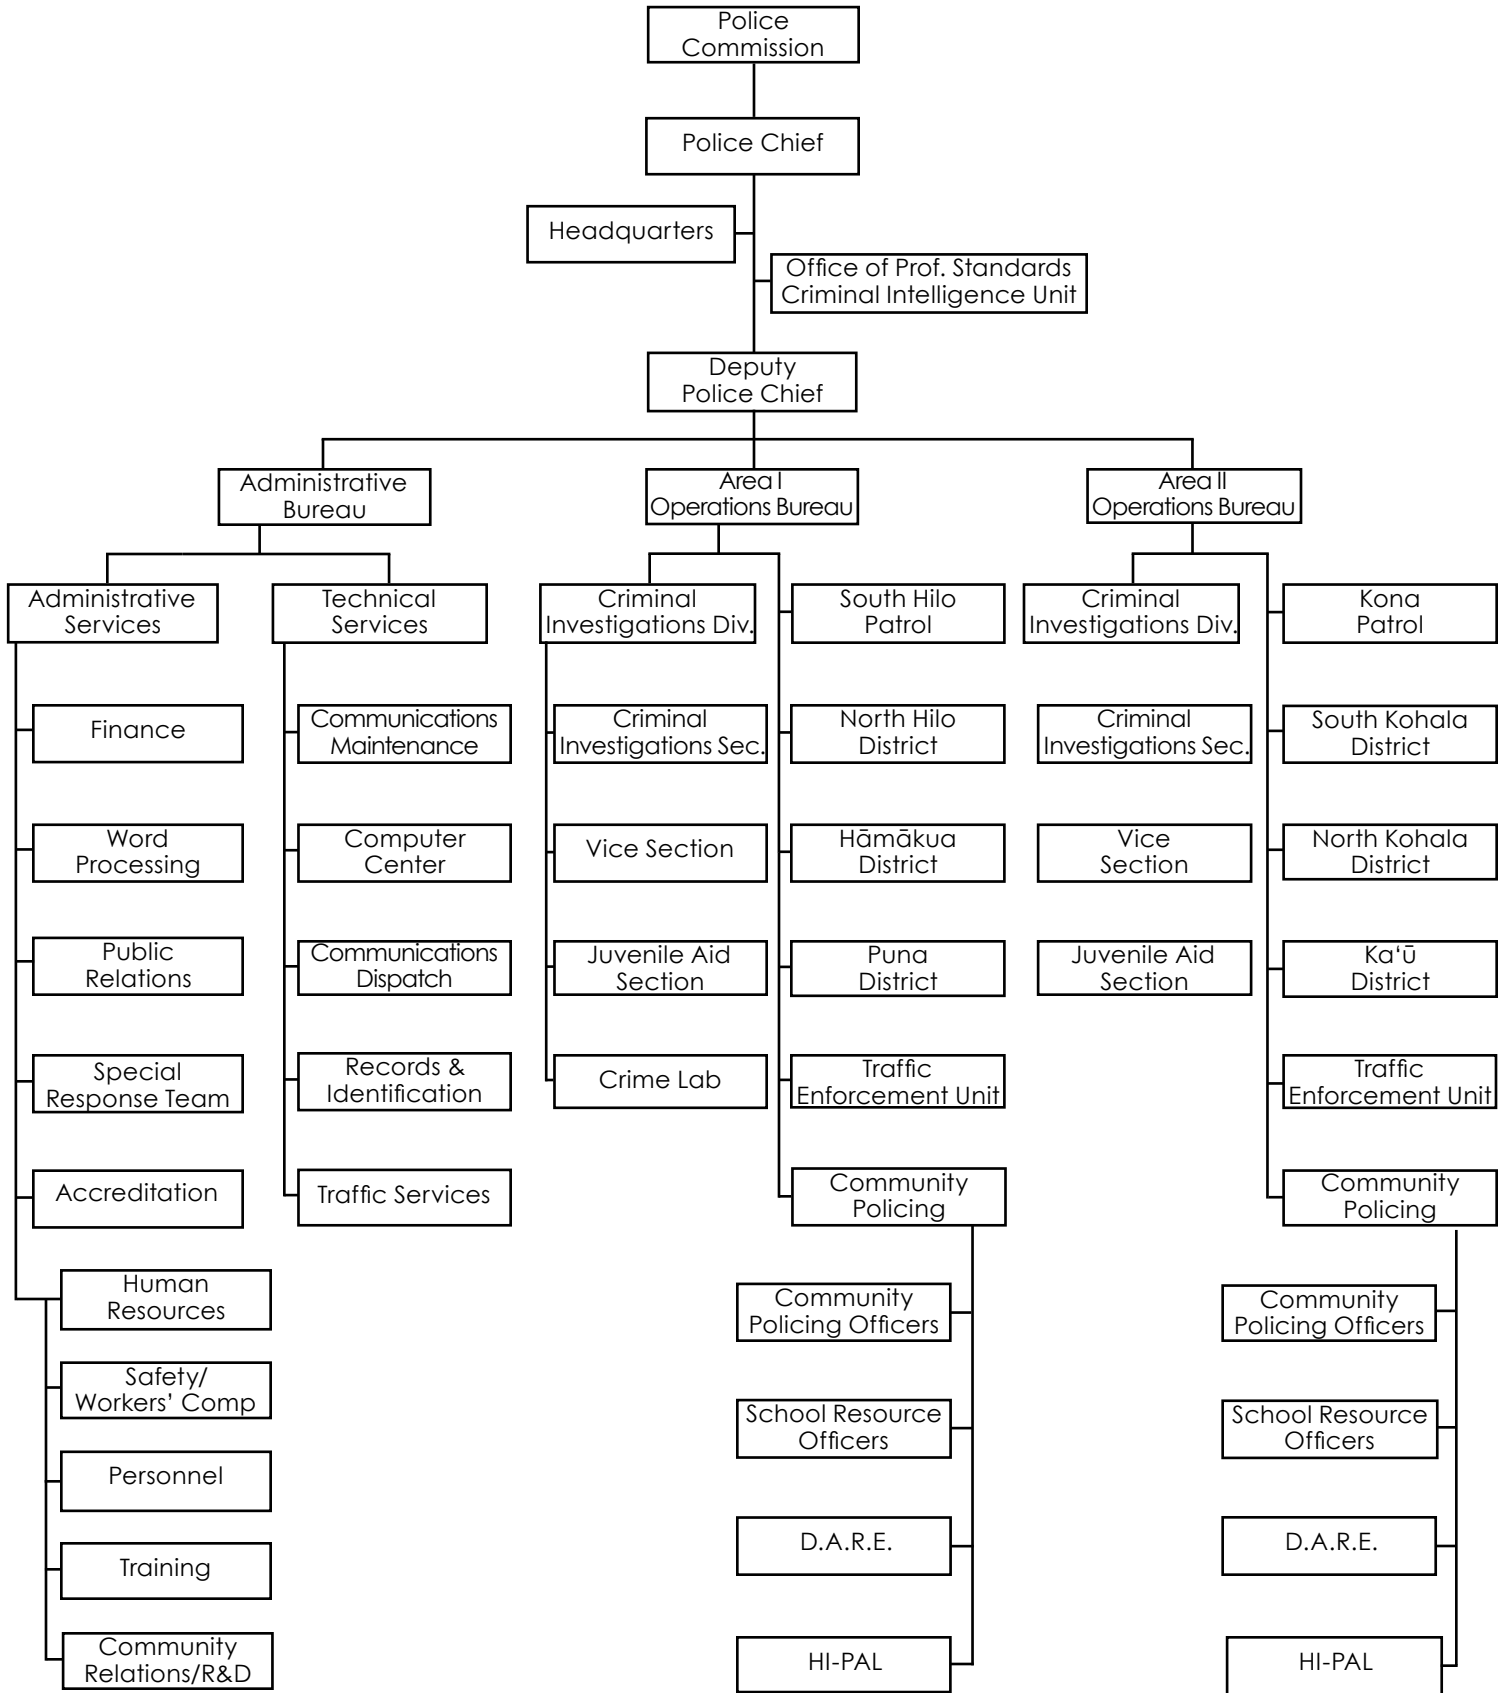 Police
Commission
Police Chief
Headquarters
Office of Prof. Standards
Criminal Intelligence Unit
Deputy
Police Chief
Administrative
Bureau
Area I
Operations Bureau
Area II
Operations Bureau
Administrative
Services
Technical
Services
Criminal
Investigations Div.
South Hilo
Patrol
Criminal
Investigations Div.
Kona
Patrol
Finance
Communications
Maintenance
Criminal
Investigations Sec.
North Hilo
District
Criminal
Investigations Sec.
South Kohala
District
Word
Processing
Computer
Center
Vice Section
Hāmākua
District
Vice
Section
North Kohala
District
Public
Relations
Communications
Dispatch
Juvenile Aid
Section
Puna
District
Juvenile Aid
Section
Ka‘ū
District
Special
Response Team
Records &
Identification
Crime Lab
Traffic
Enforcement Unit
Traffic
Enforcement Unit
Accreditation
Traffic Services
Community
Policing
Community
Policing
Human
Resources
Community
Policing Officers
Community
Policing Officers
Safety/
Workers’ Comp
School Resource
Officers
School Resource
Officers
Personnel
Training
D.A.R.E.
D.A.R.E.
Community
Relations/R&D
HI-PAL
HI-PAL